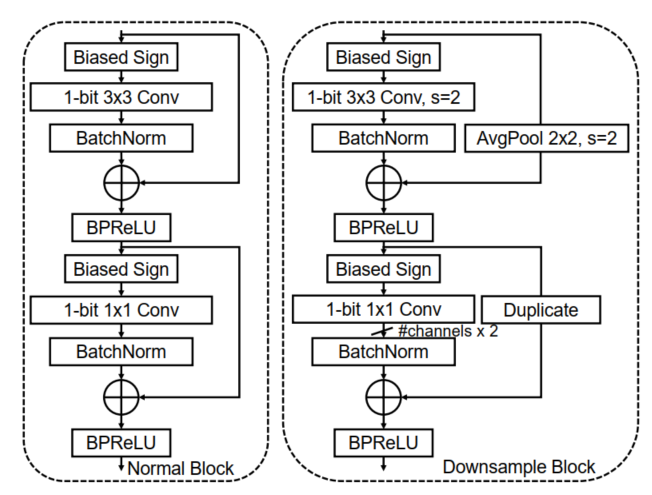 Biased Sign
1-bit 3x3 Conv
BatchNorm
BPReLU
Biased Sign
1-bit 1x1 Conv
BatchNorm
BPReLU
Normal Block
Biased Sign
1-bit 3x3 Conv, s=2
BatchNorm
AvgPool 2x2, s=2
BPReLU
Biased Sign
1-bit 1x1 Conv
Duplicate
#channels x 2
BatchNorm
BPReLU
Downsample Block